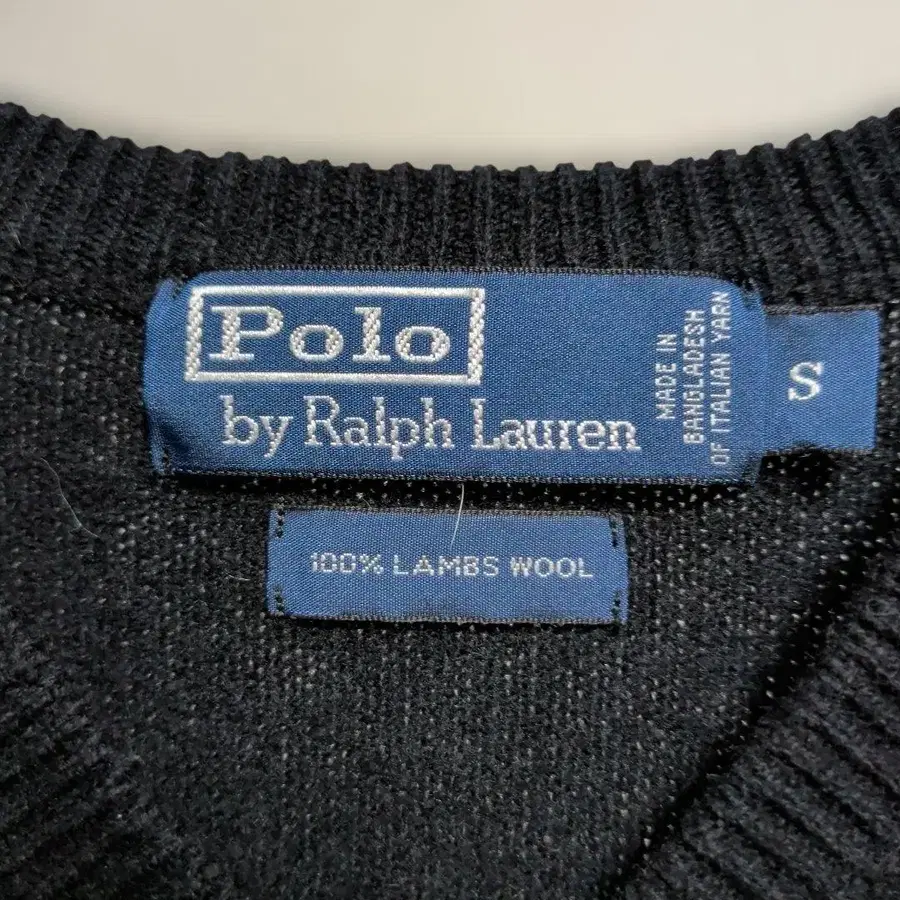 Polo
by Ralph Lauren
MADE IN
BANGLADESH
OF ITALIAN YARN
S
100% LAMBS WOOL